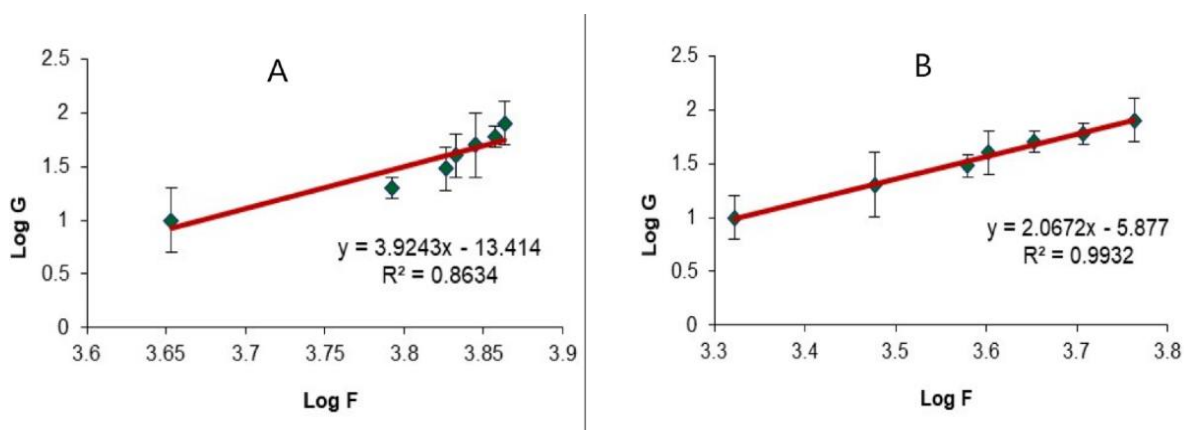 A
Log G
2.5
2
1.5
1
0.5
0
y = 3.9243x - 13.414
R² = 0.8634
3.6 3.65 3.7 3.75 3.8 3.85 3.9
Log F
B
Log G
2.5
2
1.5
1
0.5
0
y = 2.0672x - 5.877
R² = 0.9932
3.3 3.4 3.5 3.6 3.7 3.8
Log F